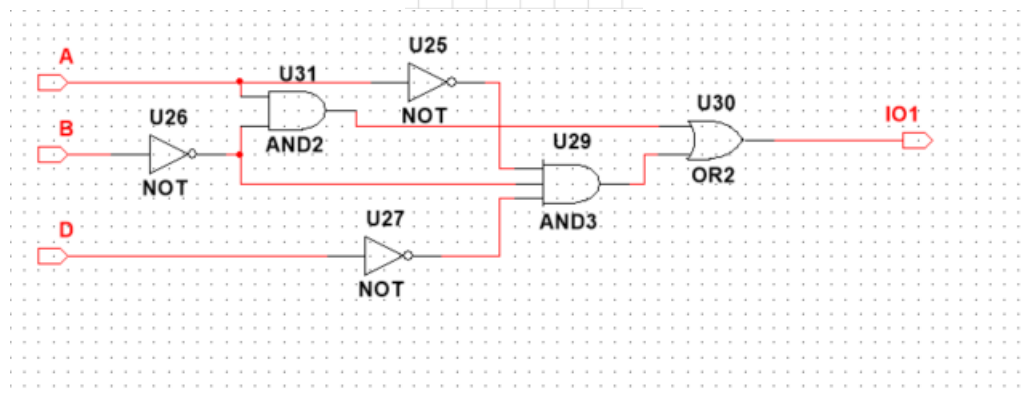 U25
A
U31
NOT
U26
U30
IO1
B
AND2
U29
NOT
OR2
D
U27
AND3
NOT